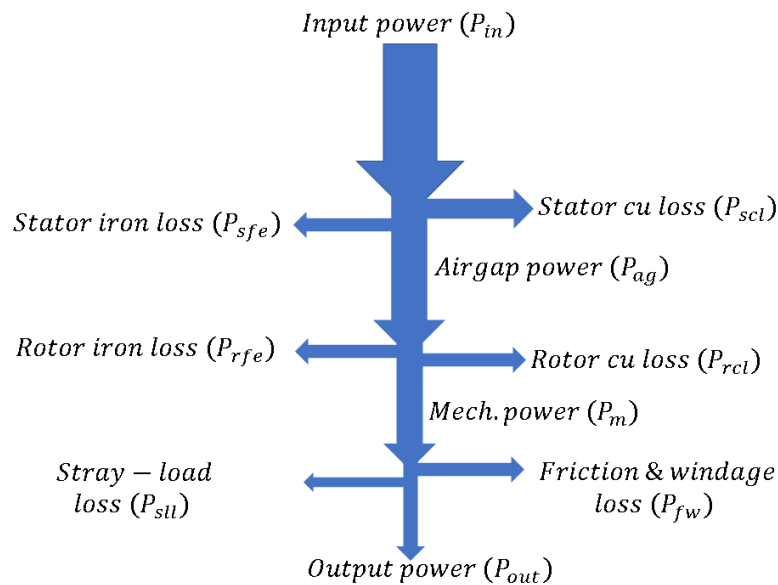 Input power (P_in)
Stator iron loss (P_sfe)
Stator cu loss (P_scl)
Airgap power (P_ag)
Rotor iron loss (P_rfe)
Rotor cu loss (P_rcl)
Mech. power (P_m)
Stray − load
loss (P_sll)
Friction & windage
loss (P_fw)
Output power (P_out)